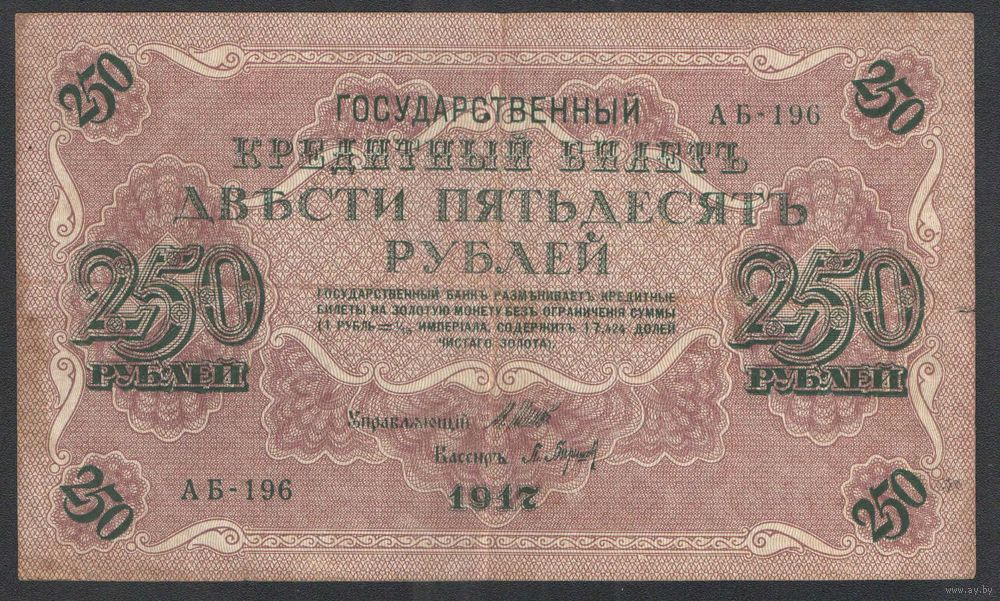 250
250
ГОСУДАРСТВЕННЫЙ
АБ-196
КРЕДИТНЫЙ БИЛЕТЪ
ДВѢСТИ ПЯТЬДЕСЯТЪ
РУБЛЕЙ
250
РУБЛЕЙ
250
РУБЛЕЙ
ГОСУДАРСТВЕННЫЙ БАНКЪ РАЗМѢНИВАЕТЪ КРЕДИТНЫЕ
БИЛЕТЫ НА ЗОЛОТУЮ МОНЕТУ БЕЗЪ ОГРАНИЧЕНІЯ СУММЫ
(1 РУБЛЬ = 1/15 ИМПЕРІАЛА, СОДЕРЖИТЪ 17,424 ДОЛЕЙ
ЧИСТАГО ЗОЛОТА).
Управляющій
Кассиръ
АБ-196
1917
250
250
www.ay.by